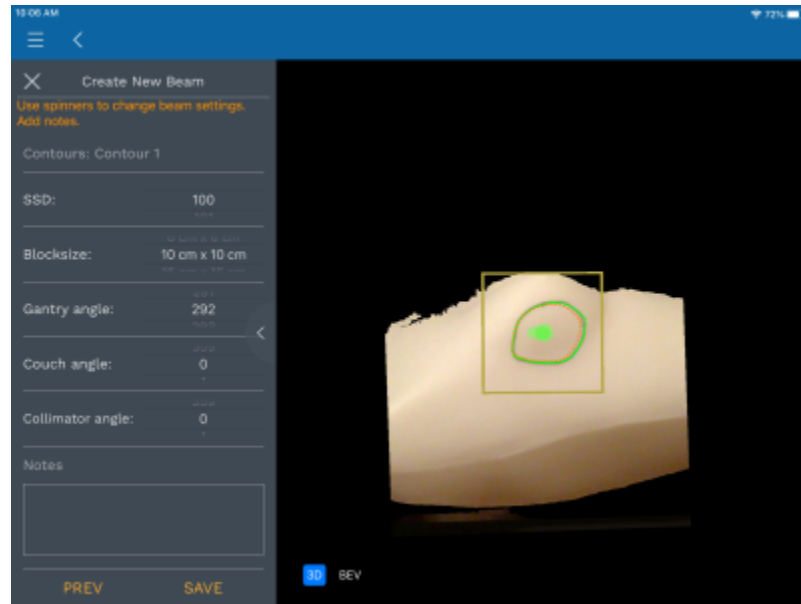 10:06 AM
72%
Create New Beam
Use spinners to change beam settings.
Add notes.
Contours: Contour 1
SSD:
100
Blocksize:
10 cm x 10 cm
Gantry angle:
292
Couch angle:
0
Collimator angle:
0
Notes
PREV
SAVE
3D
BEV